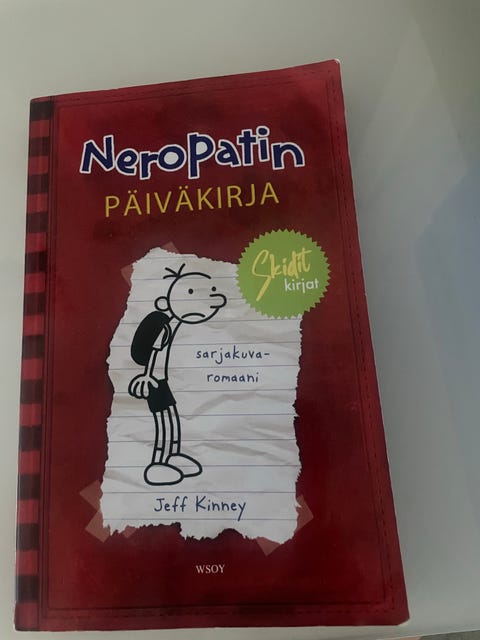 Neropatin
PÄIVÄKIRJA
Skidit
kirjat
sarjakuva-
romaani
Jeff Kinney
WSOY